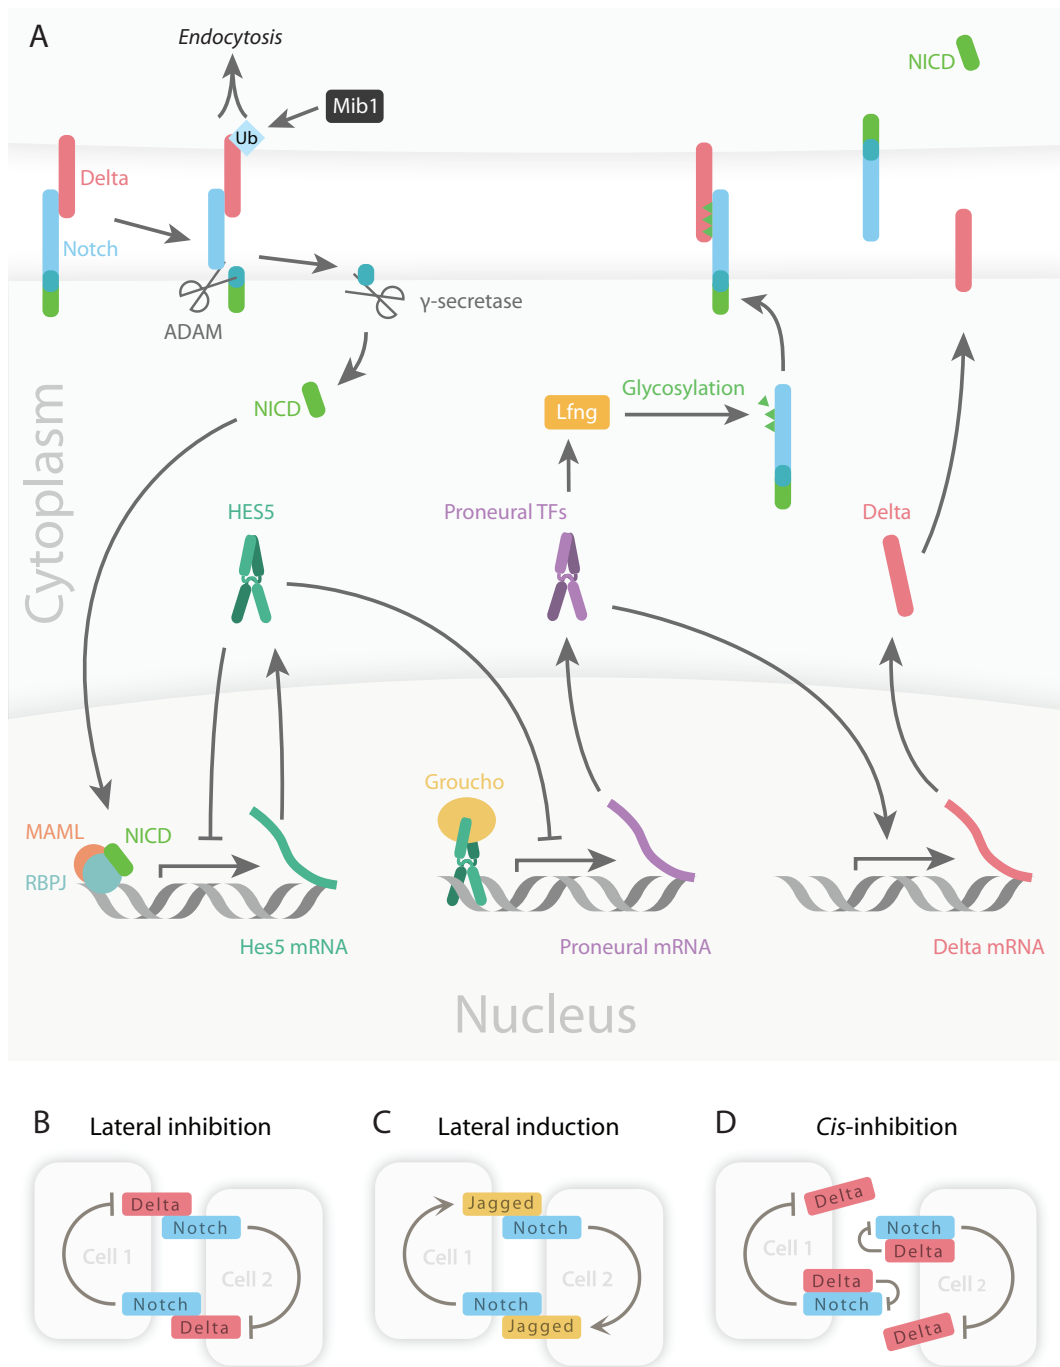 A
Endocytosis
NICD
Mib1
Ub
Delta
Notch
ADAM
γ-secretase
NICD
Glycosylation
Lfng
Cytoplasm
HES5
Proneural TFs
Delta
Groucho
MAML
NICD
RBPJ
Hes5 mRNA
Proneural mRNA
Delta mRNA
Nucleus
B
Lateral inhibition
Delta
Notch
Cell 1
Cell 2
Notch
Delta
C
Lateral induction
Jagged
Notch
Cell 1
Cell 2
Notch
Jagged
D
Cis-inhibition
Delta
Notch
Cell 1
Delta
Delta
Cell 2
Notch
Delta